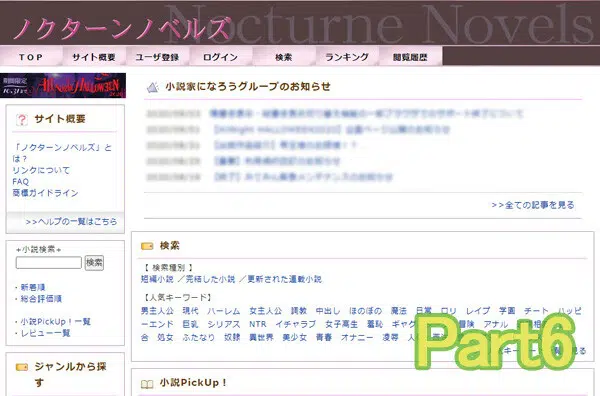 Nocturne Novels
ノクターンノベルズ
TOP サイト概要 ユーザ登録 ログイン 検索 ランキング 閲覧履歴
期間限定
サイト概要
「ノクターンノベルズ」と
は？
リンクについて
FAQ
商標ガイドライン
>>ヘルプの一覧はこちら
+小説検索+
検索
・新着順
・総合評価順
・小説PickUp！一覧
・レビュー一覧
ジャンルから探
す
小説家になろうグループのお知らせ
>>全ての記事を見る
検索
【 検索種別 】
短編小説 ／完結した小説 ／更新された連載小説
【人気キーワード】
男主人公 現代 ハーレム 女主人公 調教 中出し ほのぼの 魔法 日常 ロリ レイプ 学園 チート ハッピ
ーエンド 巨乳 シリアス NTR イチャラブ 女子高生 羞恥 ギャグ 冒険 アナル
合 処女 ふたなり 奴隷 異世界 美少女 青春 オナニー 凌辱
キーワード 見る
Part6
小説PickUp！